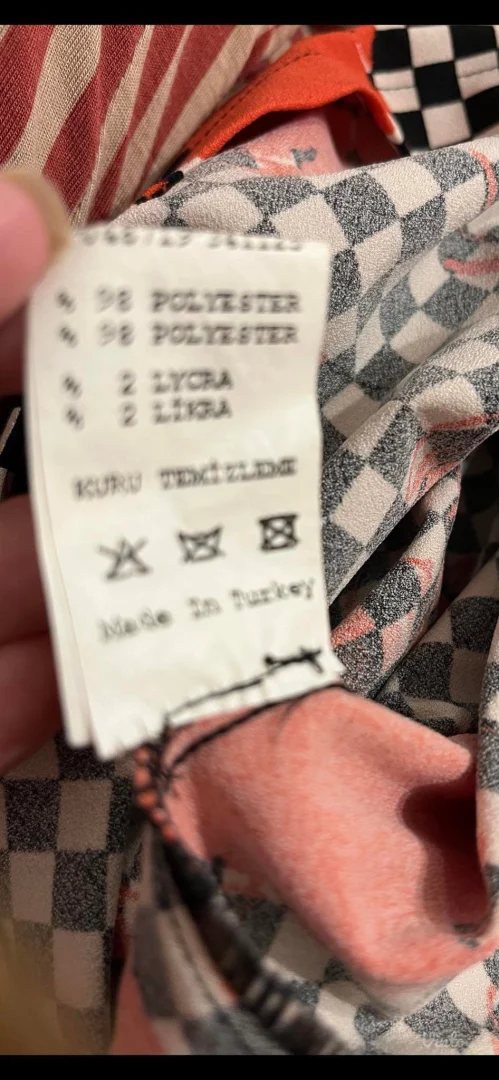 % 98 POLYESTER
% 98 POLYESTER
% 2 LYCRA
% 2 LİKRA
KURU TEMİZLEME
Made In Turkey